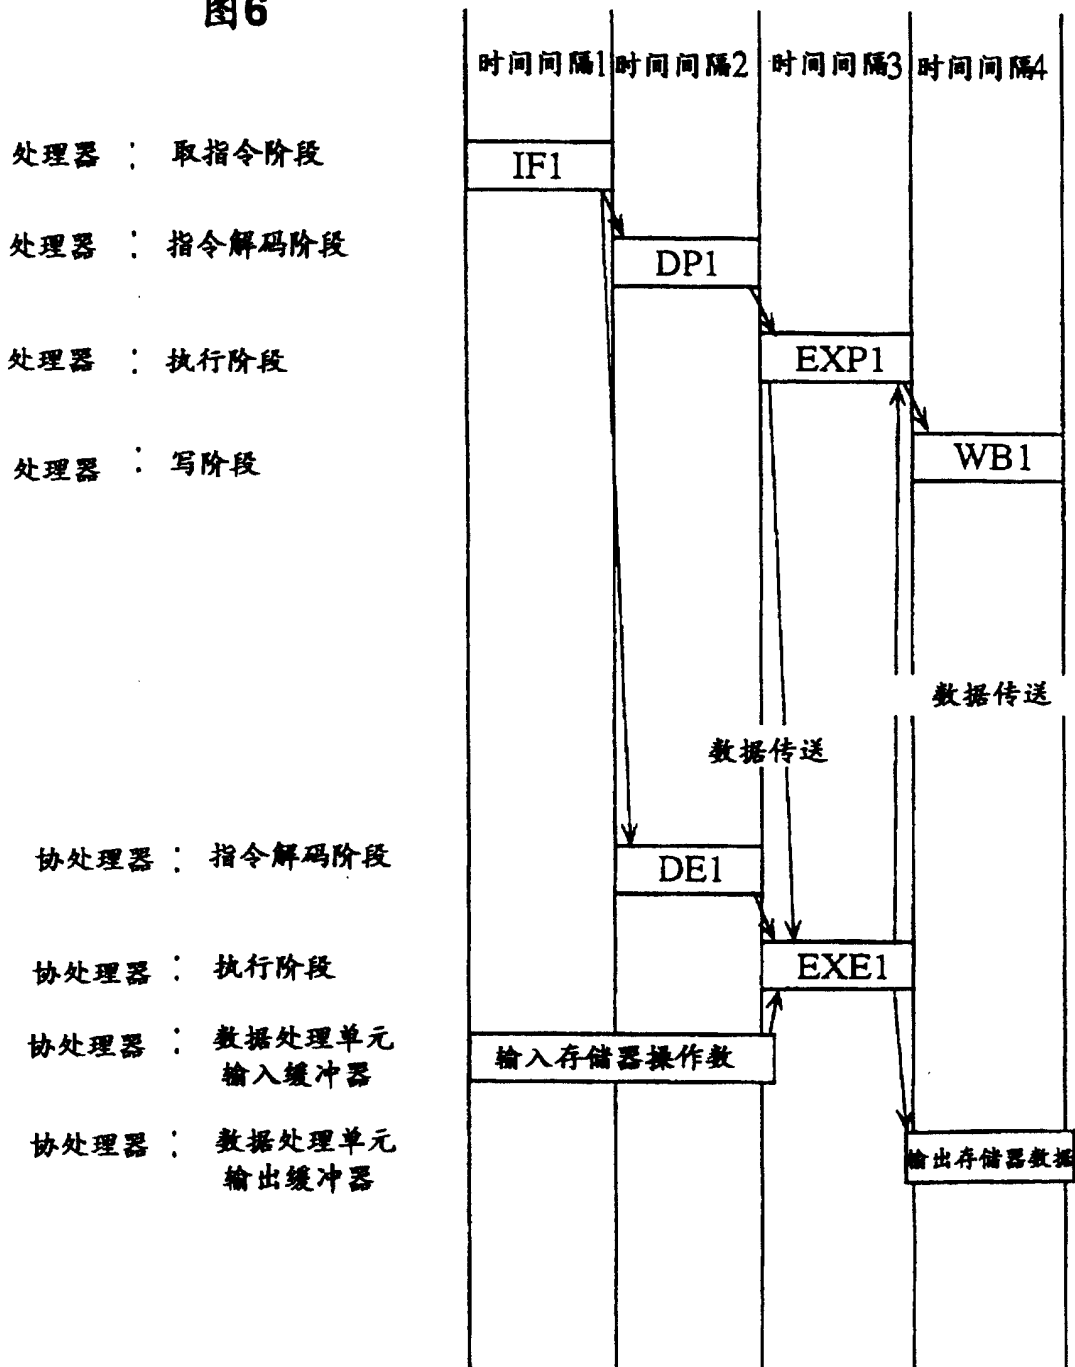 图6
时间间隔1 时间间隔2 时间间隔3 时间间隔4
处理器 : 取指令阶段
IF1
处理器 : 指令解码阶段
DP1
处理器 : 执行阶段
EXP1
处理器 : 写阶段
WB1
数据传送
数据传送
协处理器 : 指令解码阶段
DE1
协处理器 : 执行阶段
EXE1
协处理器 : 数据处理单元
输入缓冲器
输入存储器操作数
协处理器 : 数据处理单元
输出缓冲器
输出存储器数据